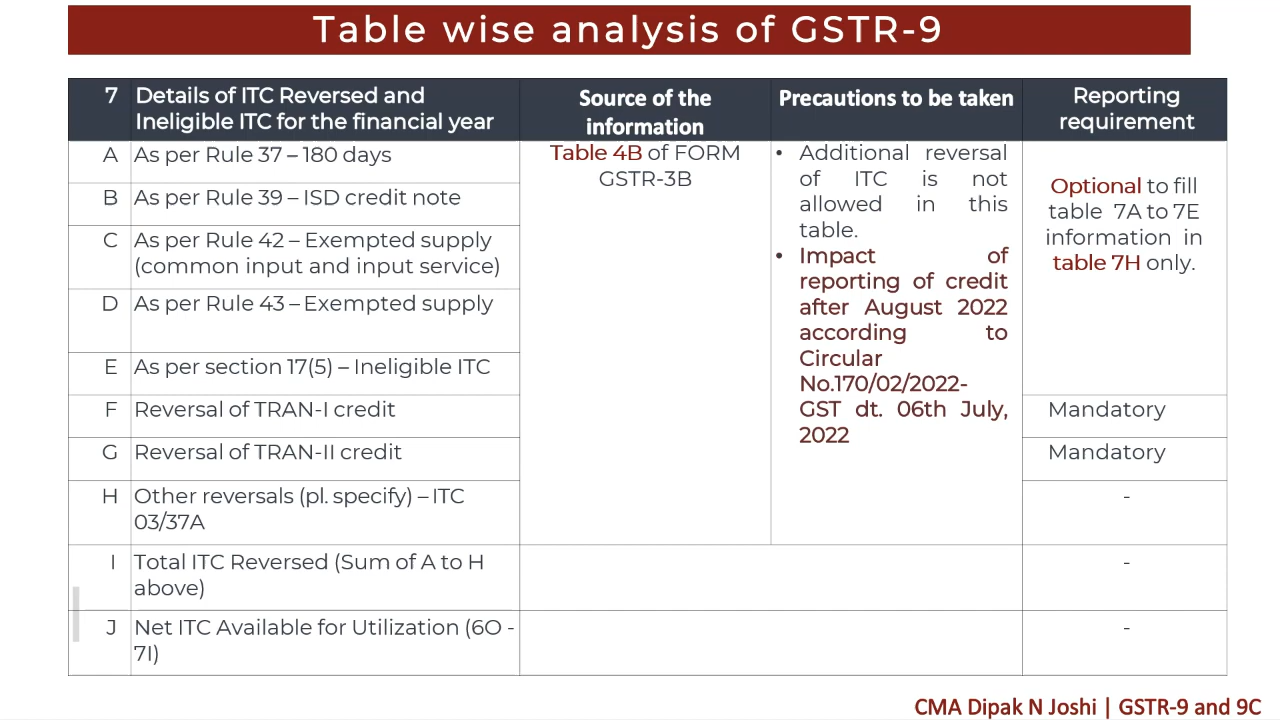 Table wise analysis of GSTR-9
7 Details of ITC Reversed and
Ineligible ITC for the financial year
Source of the
information
Precautions to be taken
Reporting
requirement
A As per Rule 37 – 180 days
B As per Rule 39 – ISD credit note
C As per Rule 42 – Exempted supply
(common input and input service)
D As per Rule 43 – Exempted supply
E As per section 17(5) – Ineligible ITC
F Reversal of TRAN-I credit
G Reversal of TRAN-II credit
H Other reversals (pl. specify) – ITC
03/37A
I Total ITC Reversed (Sum of A to H
above)
J Net ITC Available for Utilization (6O -
7I)
Table 4B of FORM
GSTR-3B
• Additional reversal
of ITC is not
allowed in this
table.
• Impact of
reporting of credit
after August 2022
according to
Circular
No.170/02/2022-
GST dt. 06th July,
2022
Optional to fill
table 7A to 7E
information in
table 7H only.
Mandatory
Mandatory
-
-
-
CMA Dipak N Joshi | GSTR-9 and 9C